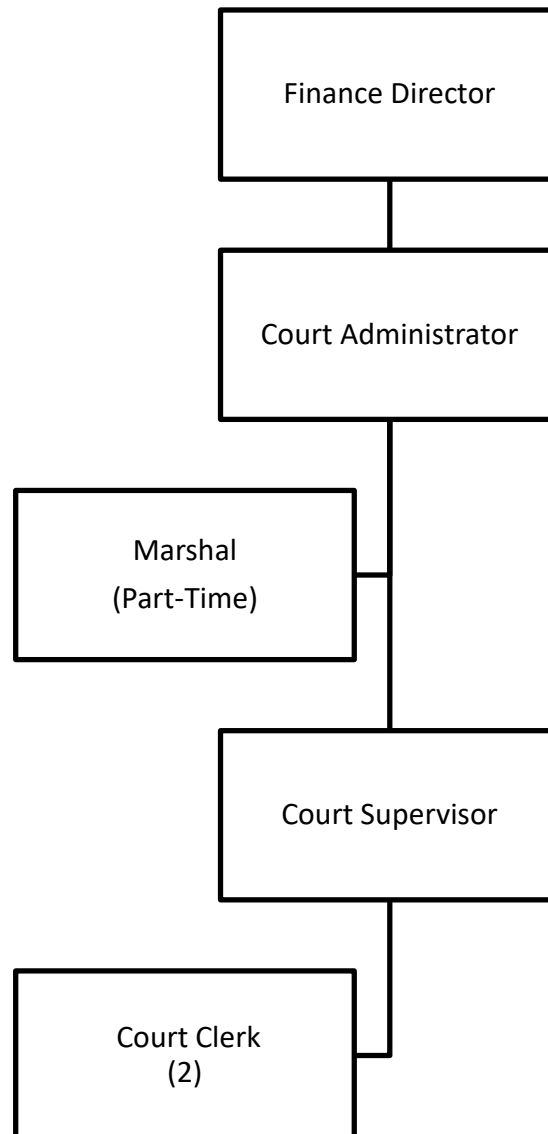 Finance Director
Court Administrator
Marshal
(Part-Time)
Court Supervisor
Court Clerk
(2)